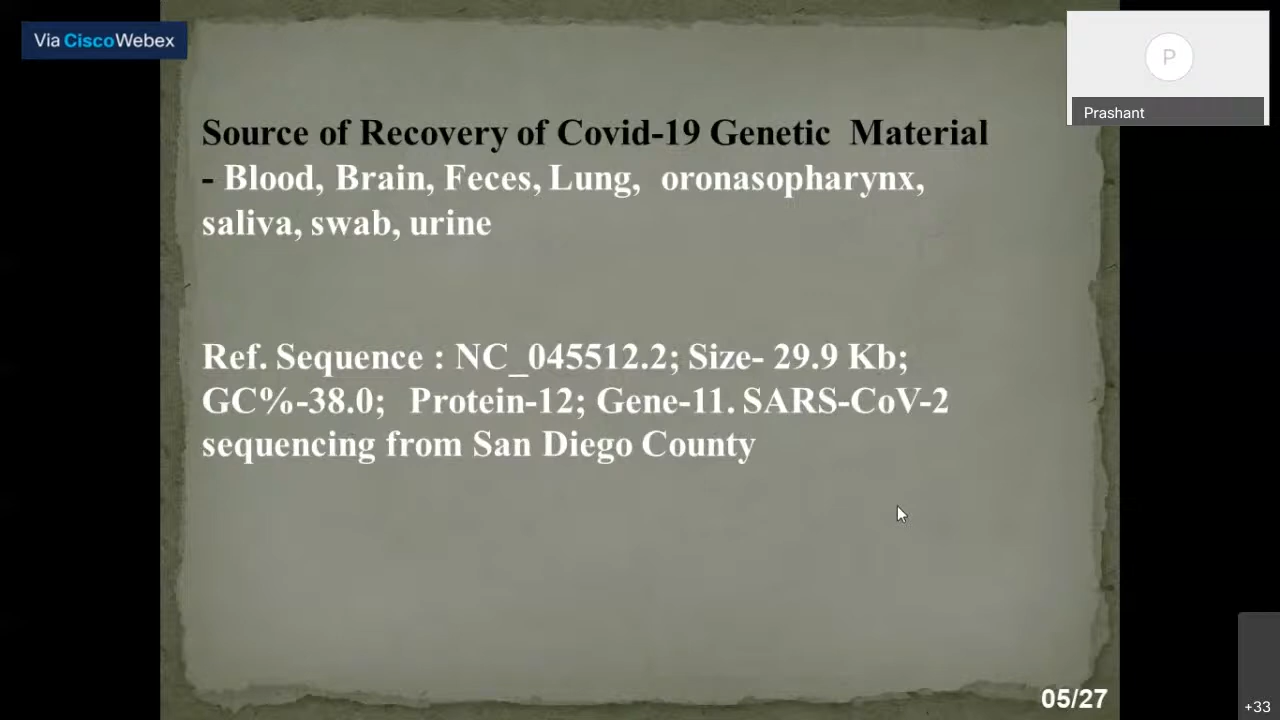 Via CiscoWebex
P
Prashant
Source of Recovery of Covid-19 Genetic Material
- Blood, Brain, Feces, Lung, oronasopharynx,
saliva, swab, urine
Ref. Sequence : NC_045512.2; Size- 29.9 Kb;
GC%-38.0; Protein-12; Gene-11. SARS-CoV-2
sequencing from San Diego County
05/27
+33